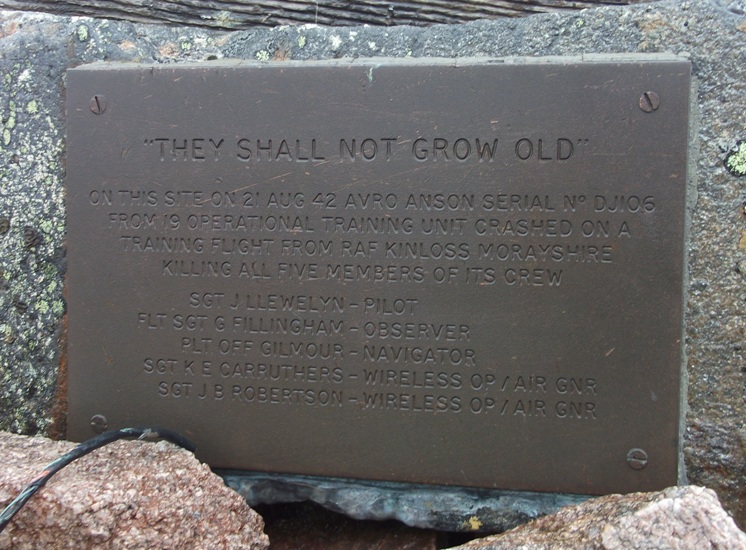 "THEY SHALL NOT GROW OLD"
ON THIS SITE ON 21 AUG 42 AVRO ANSON SERIAL Nº DJ106
FROM 19 OPERATIONAL TRAINING UNIT CRASHED ON A
TRAINING FLIGHT FROM RAF KINLOSS MORAYSHIRE
KILLING ALL FIVE MEMBERS OF ITS CREW
SGT J LLEWELYN – PILOT
FLT SGT G FILLINGHAM – OBSERVER
PLT OFF GILMOUR – NAVIGATOR
SGT K E CARRUTHERS – WIRELESS OP / AIR GNR
SGT J B ROBERTSON – WIRELESS OP / AIR GNR